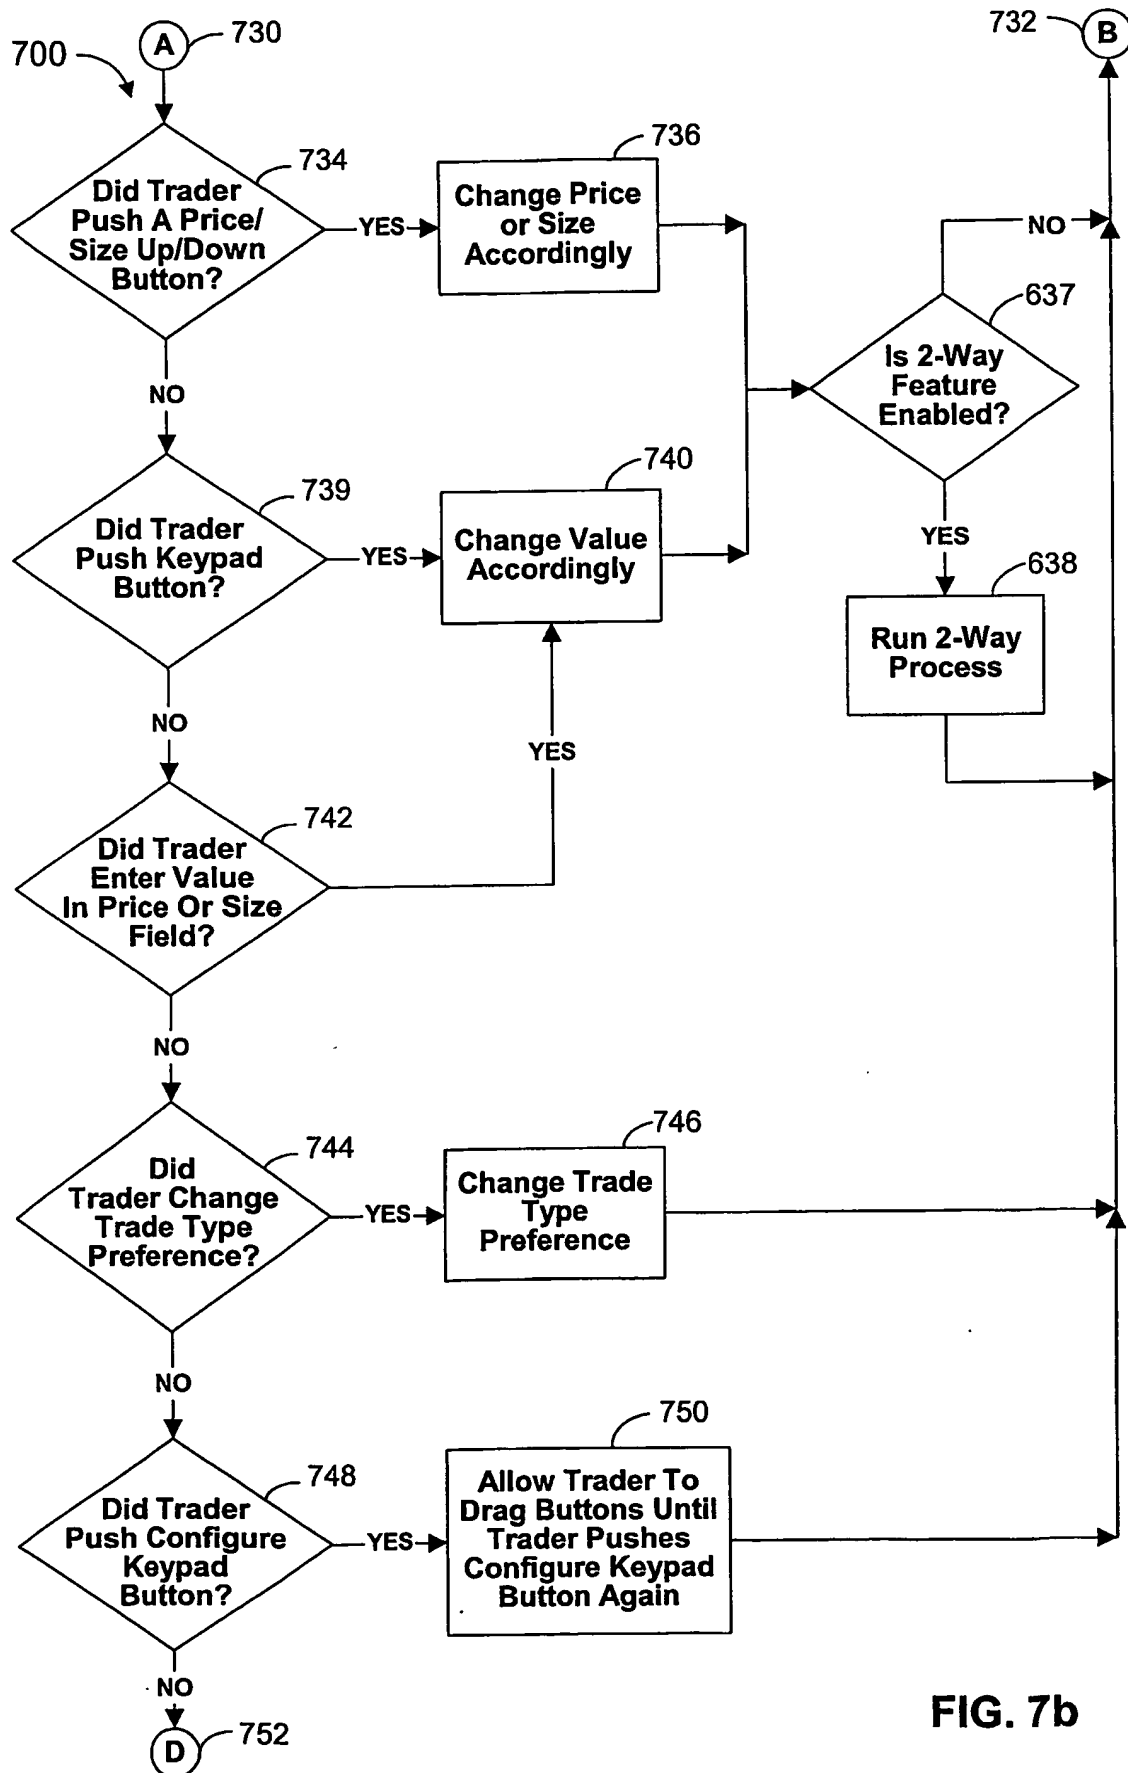 700
A
730
732
B
734
Did Trader
Push A Price/
Size Up/Down
Button?
YES
736
Change Price
or Size
Accordingly
NO
637
Is 2-Way
Feature
Enabled?
NO
739
Did Trader
Push Keypad
Button?
YES
740
Change Value
Accordingly
YES
638
Run 2-Way
Process
NO
YES
742
Did Trader
Enter Value
In Price Or Size
Field?
NO
744
Did
Trader Change
Trade Type
Preference?
YES
746
Change Trade
Type
Preference
NO
748
Did Trader
Push Configure
Keypad
Button?
YES
750
Allow Trader To
Drag Buttons Until
Trader Pushes
Configure Keypad
Button Again
NO
D
752
FIG. 7b